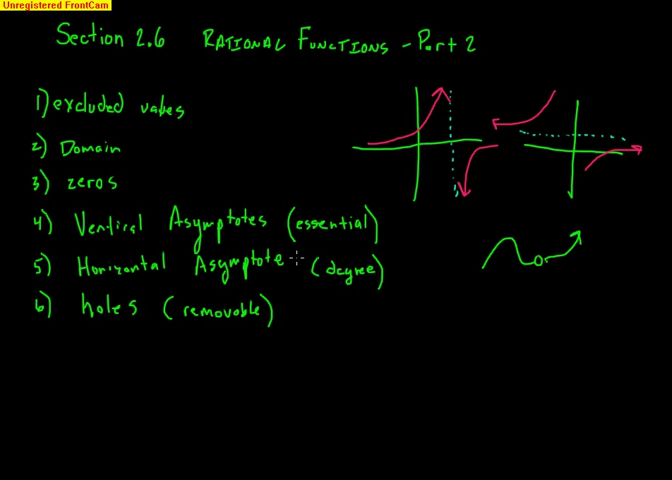 Unregistered FrontCam
Section 2.6 RATIONAL FUNCTIONS - Part 2
1) excluded values
2) Domain
3) zeros
4) Vertical Asymptotes (essential)
5) Horizontal Asymptote (degree)
6) holes (removable)